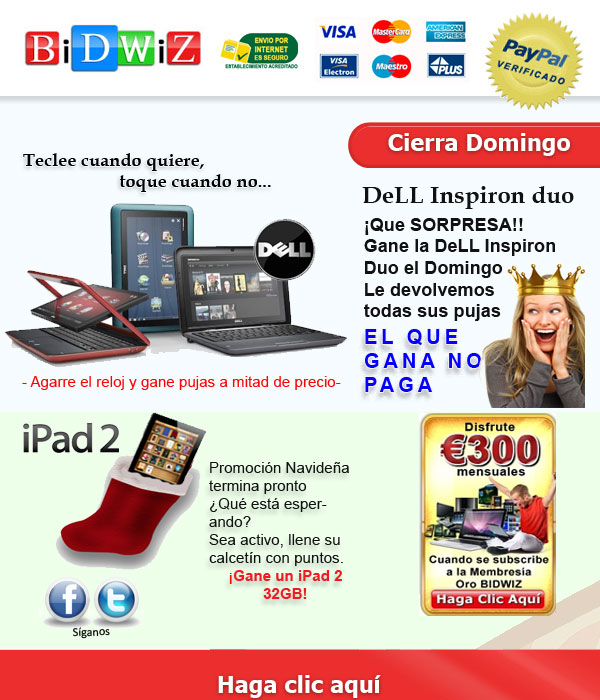 BiDWiZ
ENVIO POR
INTERNET
ES SEGURO
ESTABLECIMIENTO ACREDITADO
VISA
MasterCard
AMERICAN
EXPRESS
VISA
Electron
Maestro
PLUS
PayPal
VERIFICADO
Cierra Domingo
Teclee cuando quiere,
toque cuando no...
DELL
DeLL Inspiron duo
¡Que SORPRESA!!
Gane la DeLL Inspiron
Duo el Domingo
Le devolvemos
todas sus pujas
EL QUE
GANA NO
PAGA
- Agarre el reloj y gane pujas a mitad de precio-
iPad 2
Promoción Navideña
termina pronto
¿Qué está esper-
ando?
Sea activo, llene su
calcetín con puntos.
¡Gane un iPad 2
32GB!
Síganos
Disfrute
€300
mensuales
Cuando se subscribe
a la Membresía
Oro BIDWIZ
Haga Clic Aquí
Haga clic aquí